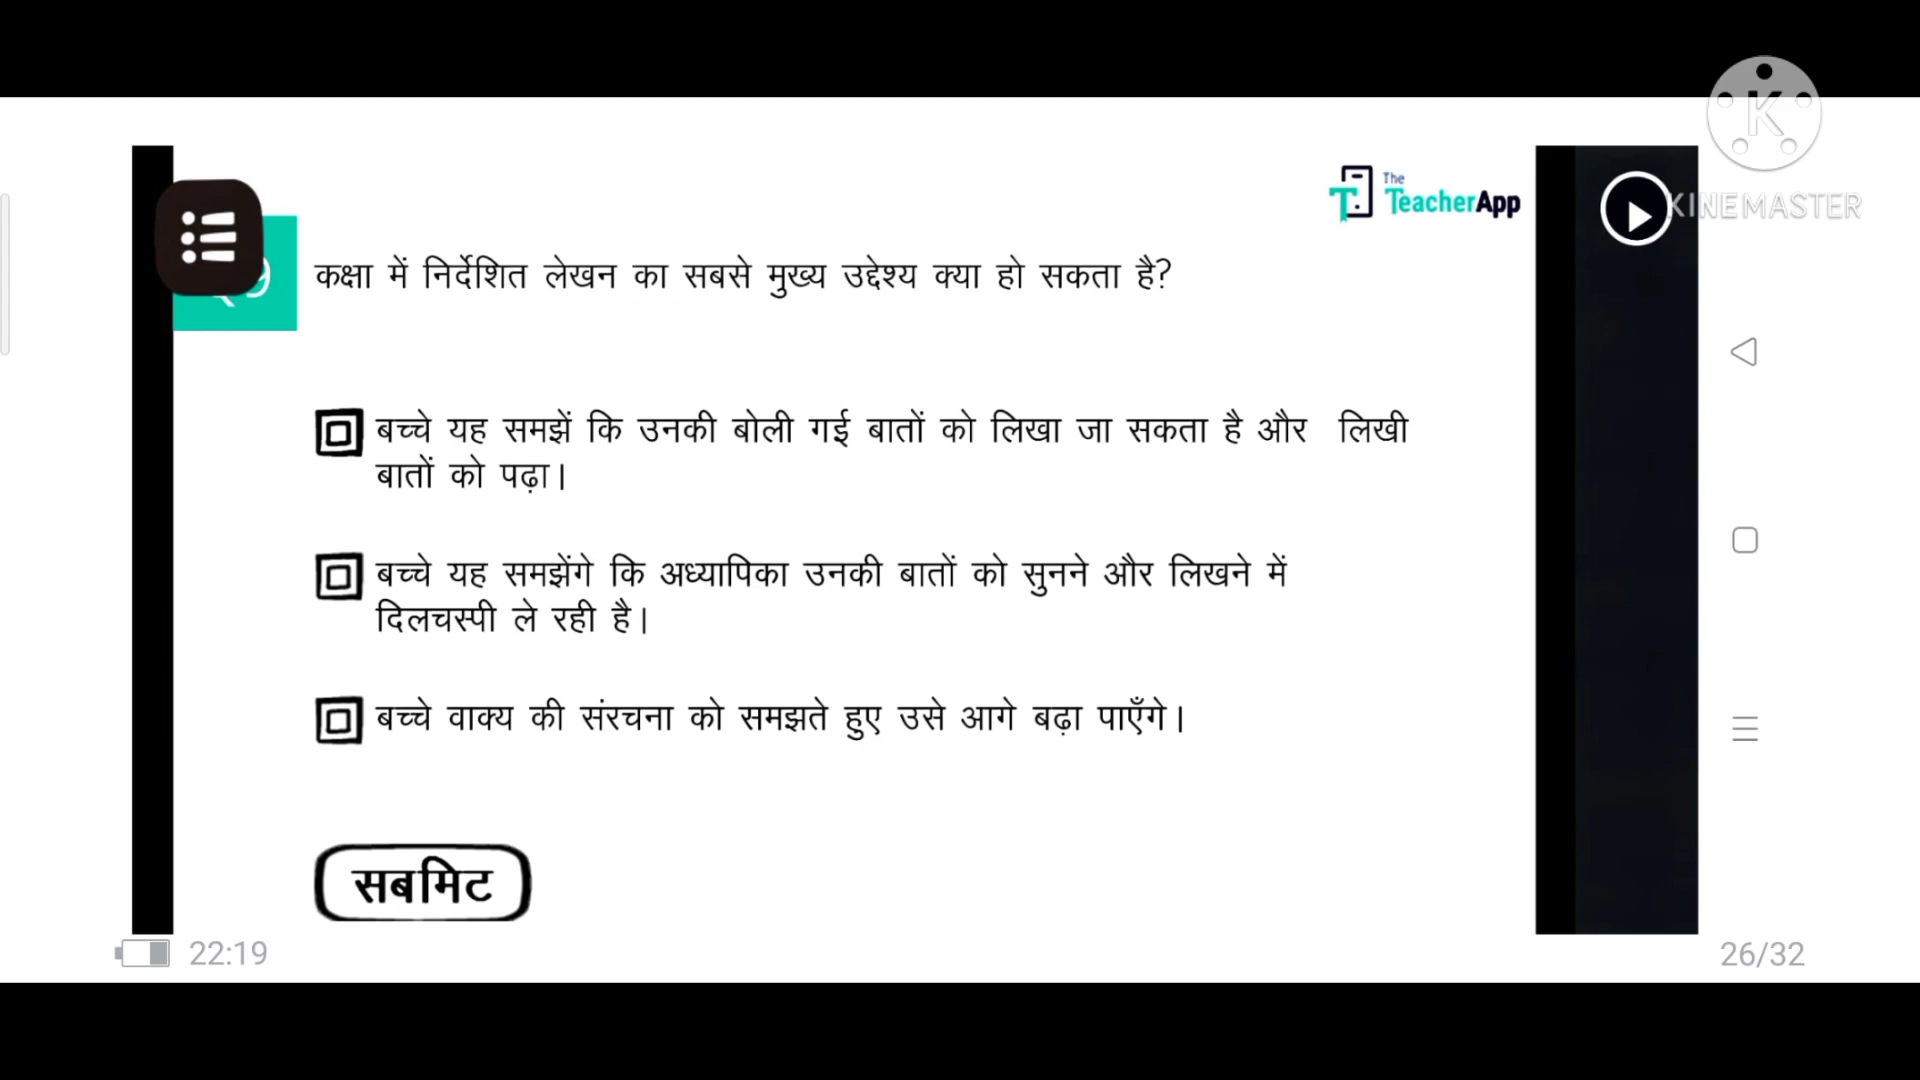 KINEMASTER
The
TeacherApp
कक्षा में निर्देशित लेखन का सबसे मुख्य उद्देश्य क्या हो सकता है?
बच्चे यह समझें कि उनकी बोली गई बातों को लिखा जा सकता है और लिखी
बातों को पढ़ा।
बच्चे यह समझेंगे कि अध्यापिका उनकी बातों को सुनने और लिखने में
दिलचस्पी ले रही है।
बच्चे वाक्य की संरचना को समझते हुए उसे आगे बढ़ा पाएँगे।
सबमिट
22:19
26/32